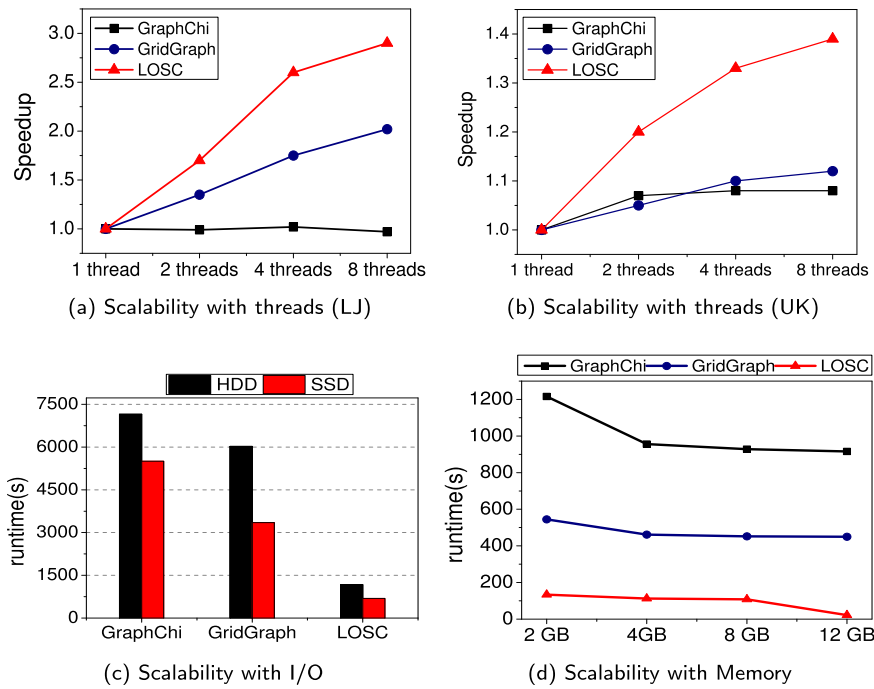 GraphChi
GridGraph
LOSC
3.0
2.5
2.0
1.5
1.0
Speedup
1 thread
2 threads
4 threads
8 threads
(a) Scalability with threads (LJ)
GraphChi
GridGraph
LOSC
1.4
1.3
1.2
1.1
1.0
Speedup
1 thread
2 threads
4 threads
8 threads
(b) Scalability with threads (UK)
HDD
SSD
7500
6000
4500
3000
1500
0
runtime(s)
GraphChi
GridGraph
LOSC
(c) Scalability with I/O
GraphChi
GridGraph
LOSC
1200
1000
800
600
400
200
0
runtime(s)
2 GB
4GB
8 GB
12 GB
(d) Scalability with Memory